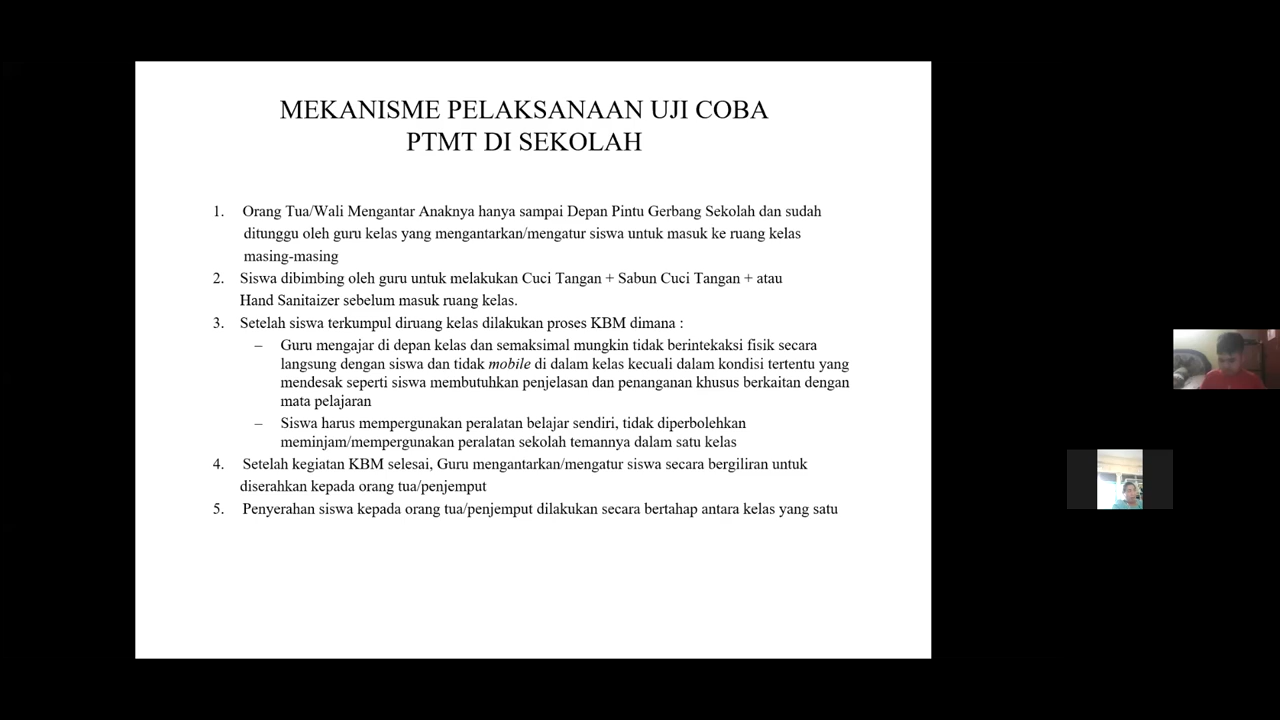 MEKANISME PELAKSANAAN UJI COBA
PTMT DI SEKOLAH
1. Orang Tua/Wali Mengantar Anaknya hanya sampai Depan Pintu Gerbang Sekolah dan sudah
ditunggu oleh guru kelas yang mengantarkan/mengatur siswa untuk masuk ke ruang kelas
masing-masing
2. Siswa dibimbing oleh guru untuk melakukan Cuci Tangan + Sabun Cuci Tangan + atau
Hand Sanitaizer sebelum masuk ruang kelas.
3. Setelah siswa terkumpul diruang kelas dilakukan proses KBM dimana :
– Guru mengajar di depan kelas dan semaksimal mungkin tidak berintekaksi fisik secara
langsung dengan siswa dan tidak mobile di dalam kelas kecuali dalam kondisi tertentu yang
mendesak seperti siswa membutuhkan penjelasan dan penanganan khusus berkaitan dengan
mata pelajaran
– Siswa harus mempergunakan peralatan belajar sendiri, tidak diperbolehkan
meminjam/mempergunakan peralatan sekolah temannya dalam satu kelas
4. Setelah kegiatan KBM selesai, Guru mengantarkan/mengatur siswa secara bergiliran untuk
diserahkan kepada orang tua/penjemput
5. Penyerahan siswa kepada orang tua/penjemput dilakukan secara bertahap antara kelas yang satu